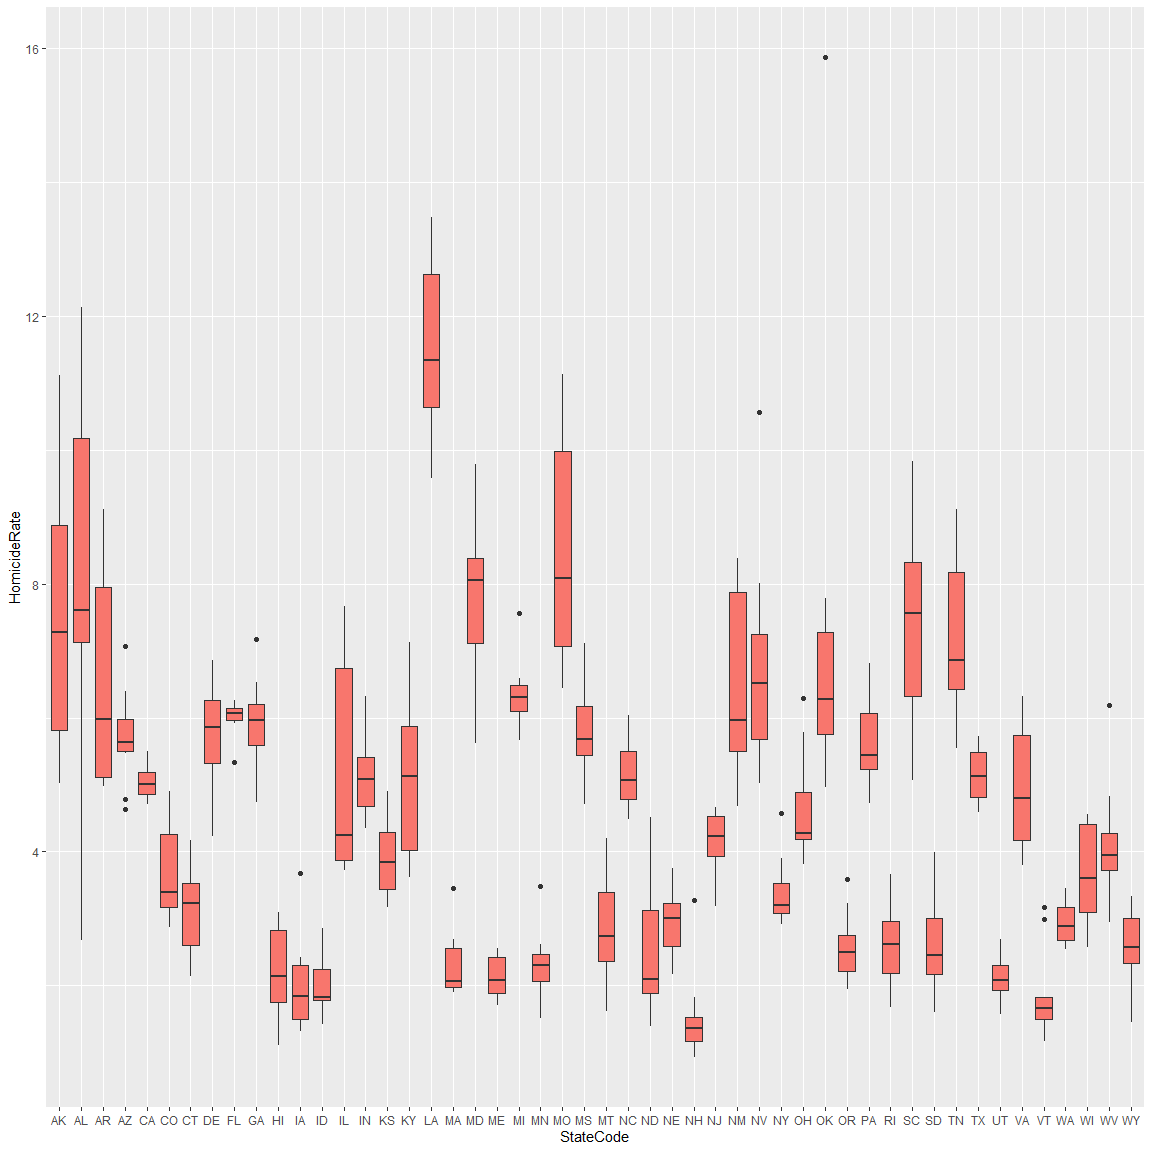 16
12
8
4
HomicideRate
AK AL AR AZ CA CO CT DE FL GA HI IA ID IL IN KS KY LA MA MD ME MI MN MO MS MT NC ND NE NH NJ NM NV NY OH OK OR PA RI SC SD TN TX UT VA VT WA WI WV WY
StateCode